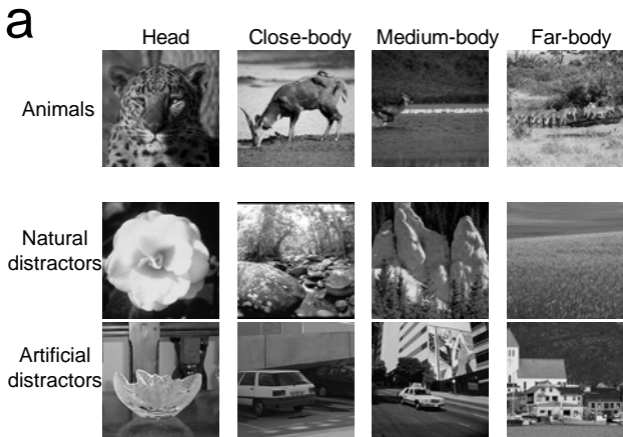 a
Head Close-body Medium-body Far-body
Animals
Natural
distractors
Artificial
distractors